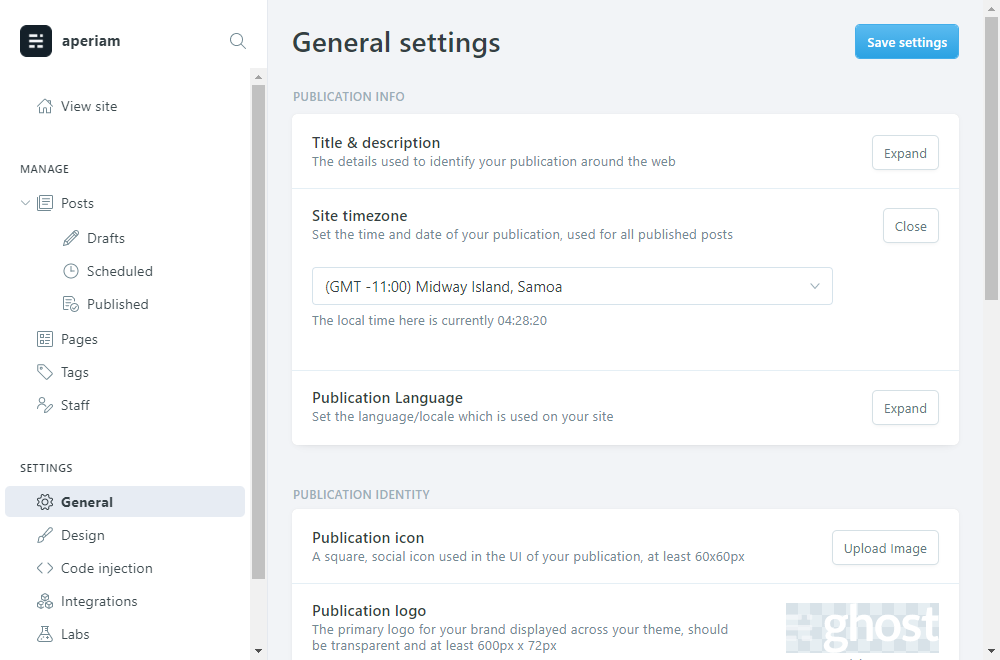 aperiam
View site
MANAGE
Posts
Drafts
Scheduled
Published
Pages
Tags
Staff
SETTINGS
General
Design
Code injection
Integrations
Labs
General settings
Save settings
PUBLICATION INFO
Title & description
The details used to identify your publication around the web
Expand
Site timezone
Set the time and date of your publication, used for all published posts
Close
(GMT -11:00) Midway Island, Samoa
The local time here is currently 04:28:20
Publication Language
Set the language/locale which is used on your site
Expand
PUBLICATION IDENTITY
Publication icon
A square, social icon used in the UI of your publication, at least 60x60px
Upload Image
Publication logo
The primary logo for your brand displayed across your theme, should
be transparent and at least 600px x 72px
ghost